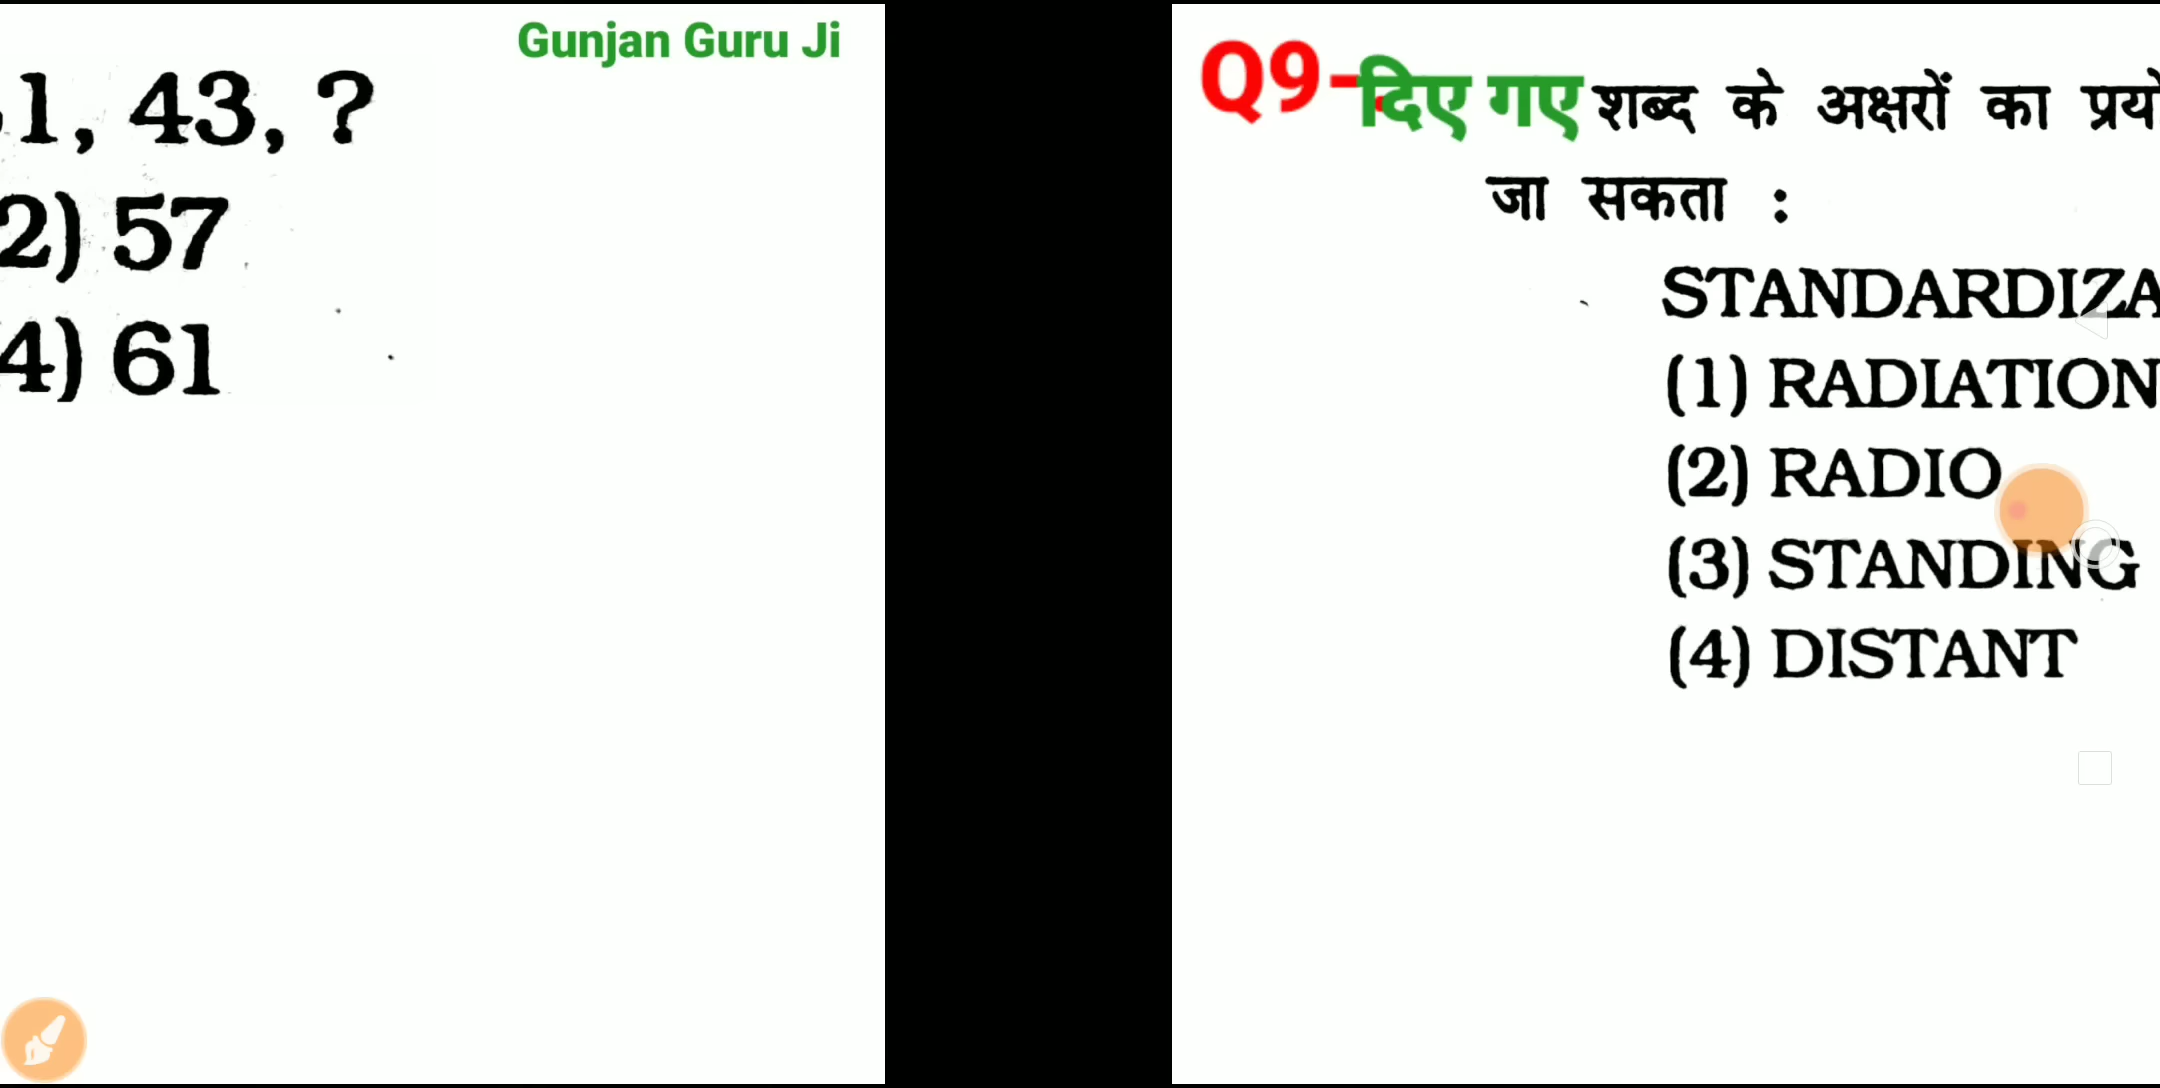 Gunjan Guru Ji
1, 43, ?
2) 57
4) 61
Q9-दिए गए शब्द के अक्षरों का
जा सकता :
STANDARDIZA
(1) RADIATION
(2) RADIO
(3) STANDING
(4) DISTANT